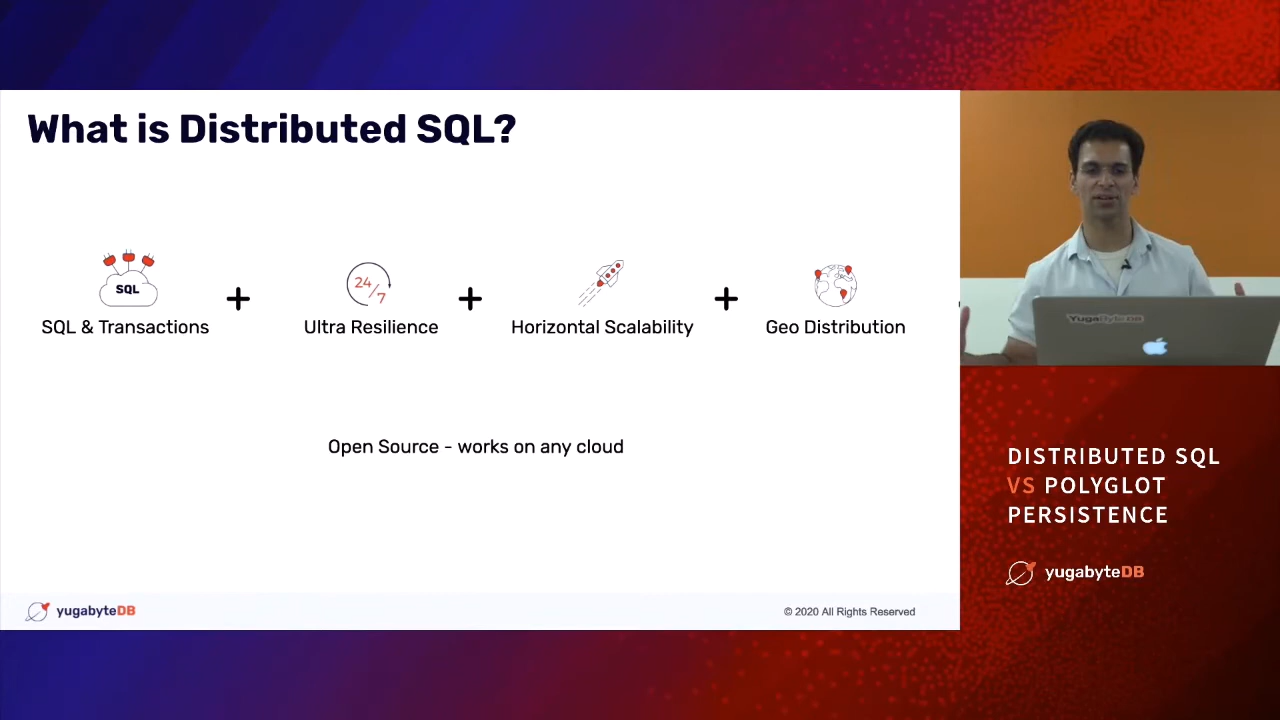 What is Distributed SQL?
SQL
24/7
SQL & Transactions
+
Ultra Resilience
+
Horizontal Scalability
+
Geo Distribution
Open Source - works on any cloud
yugabyteDB
© 2020 All Rights Reserved
YugaByteDB
DISTRIBUTED SQL
VS POLYGLOT
PERSISTENCE
yugabyteDB